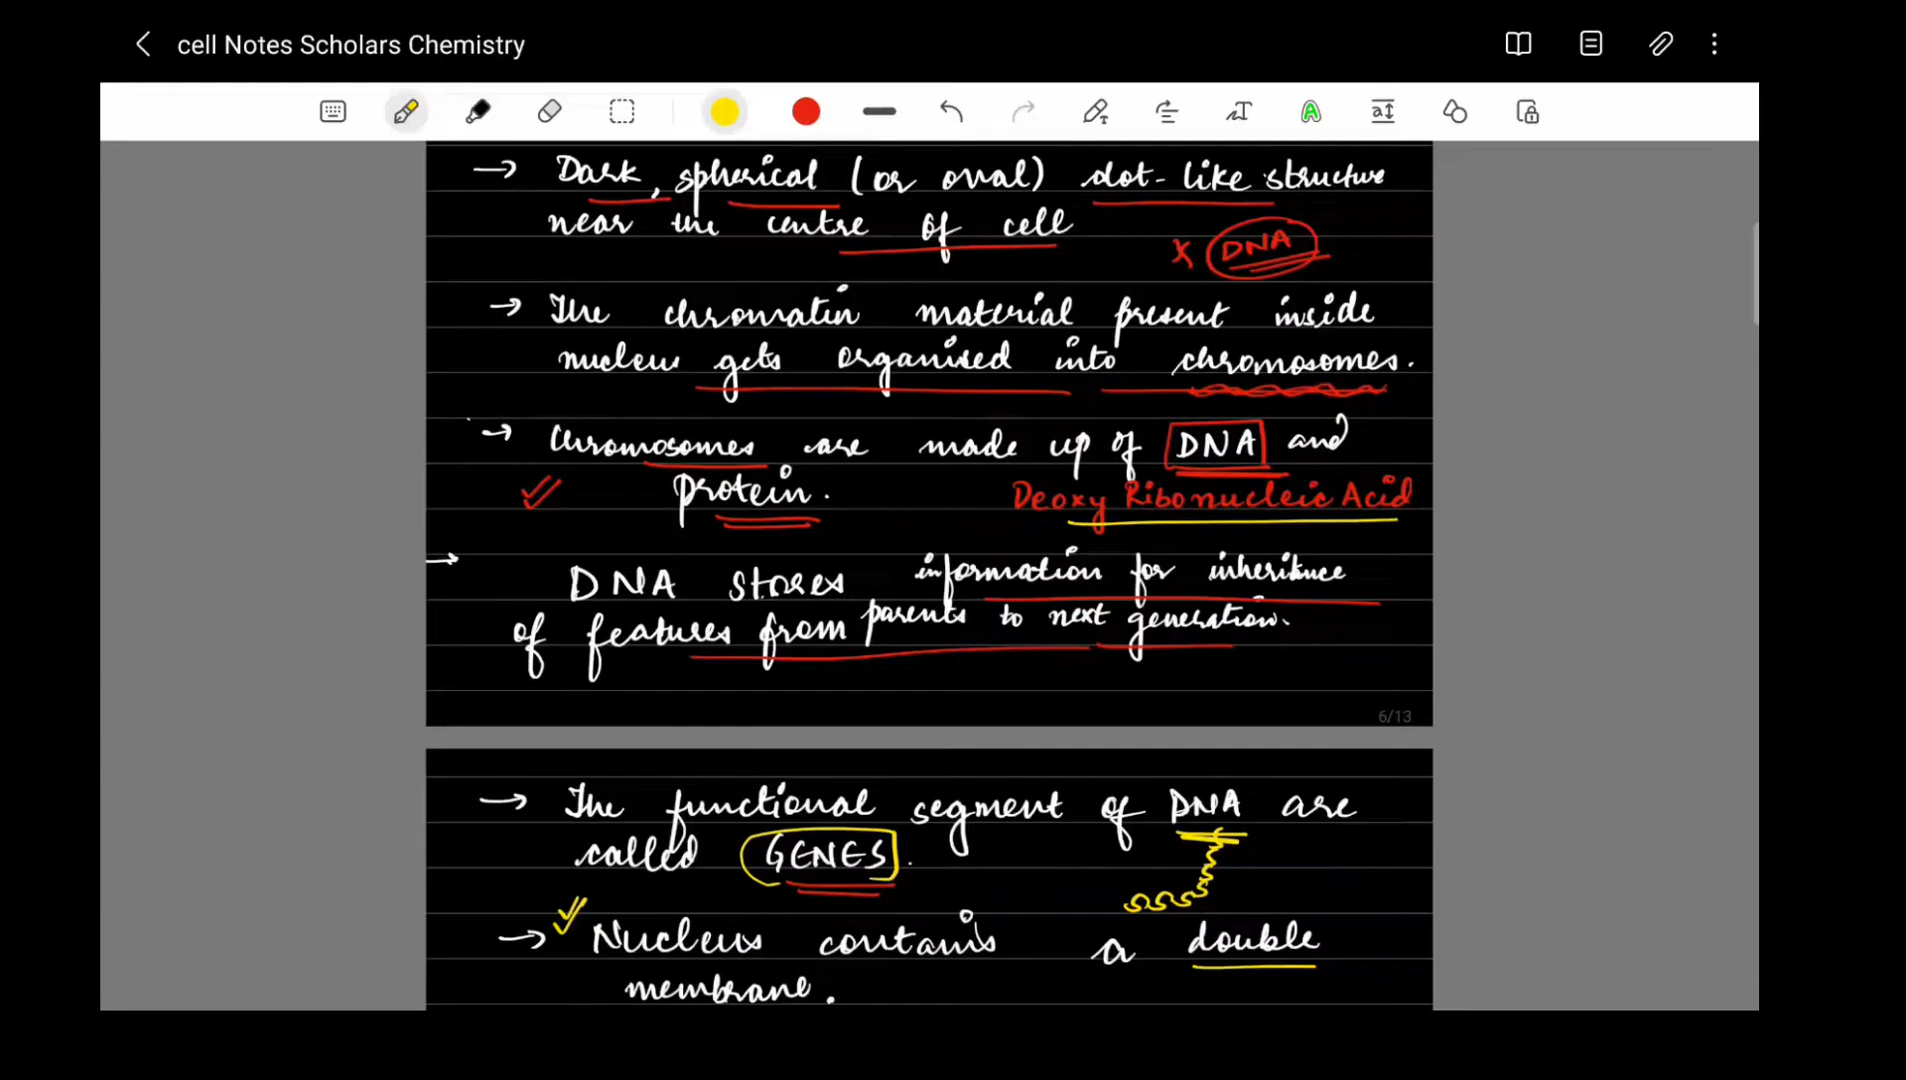 cell Notes Scholars Chemistry
→ Dark, spherical (or oval) dot-like structure
near the centre of cell
x DNA
→ The chromatin material present inside
nucleus gets organised into chromosomes.
→ Chromosomes are made up of DNA and
protein.
Deoxy Ribonucleic Acid
→ DNA stores information for inheritance
of features from parents to next generation.
6/13
→ The functional segment of DNA are
called GENES.
→ Nucleus contains a double
membrane.